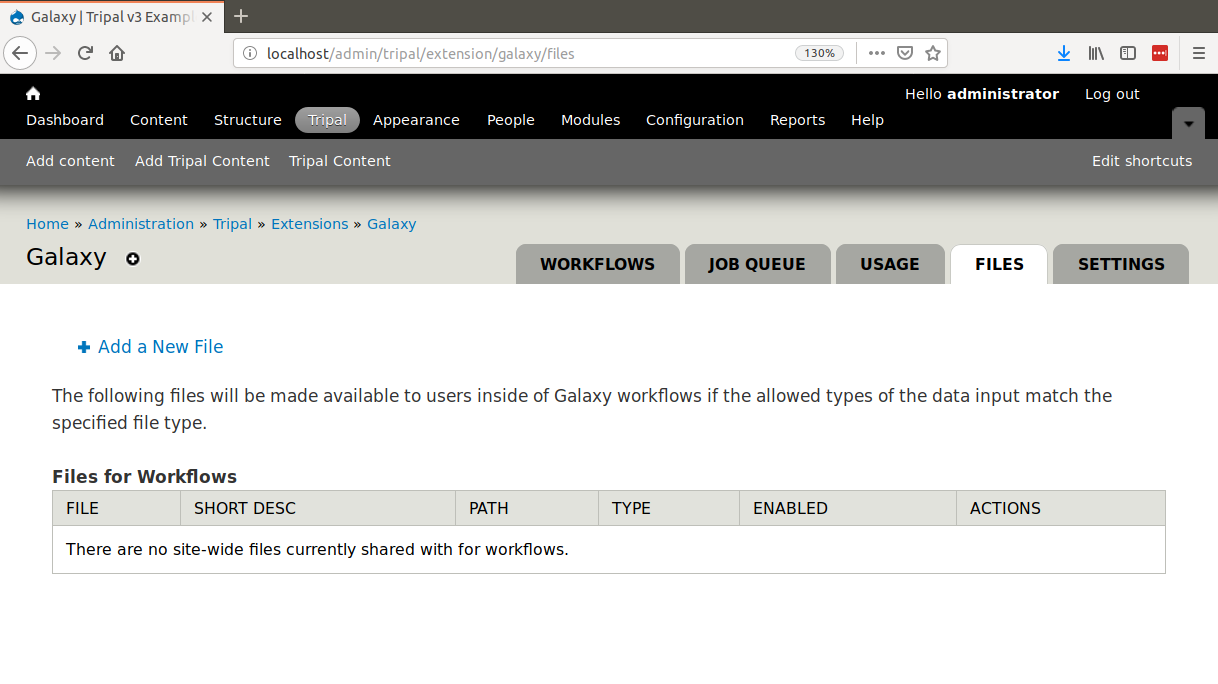 Galaxy | Tripal v3 Exampl
localhost/admin/tripal/extension/galaxy/files
130%
Hello administrator
Log out
Dashboard
Content
Structure
Tripal
Appearance
People
Modules
Configuration
Reports
Help
Add content
Add Tripal Content
Tripal Content
Edit shortcuts
Home » Administration » Tripal » Extensions » Galaxy
Galaxy
WORKFLOWS
JOB QUEUE
USAGE
FILES
SETTINGS
Add a New File
The following files will be made available to users inside of Galaxy workflows if the allowed types of the data input match the
specified file type.
Files for Workflows
FILE
SHORT DESC
PATH
TYPE
ENABLED
ACTIONS
There are no site-wide files currently shared with for workflows.